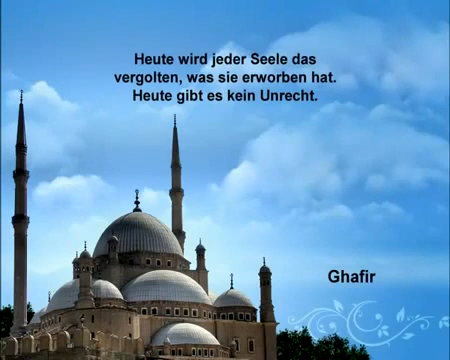 Heute wird jeder Seele das
vergolten, was sie erworben hat.
Heute gibt es kein Unrecht.
Ghafir